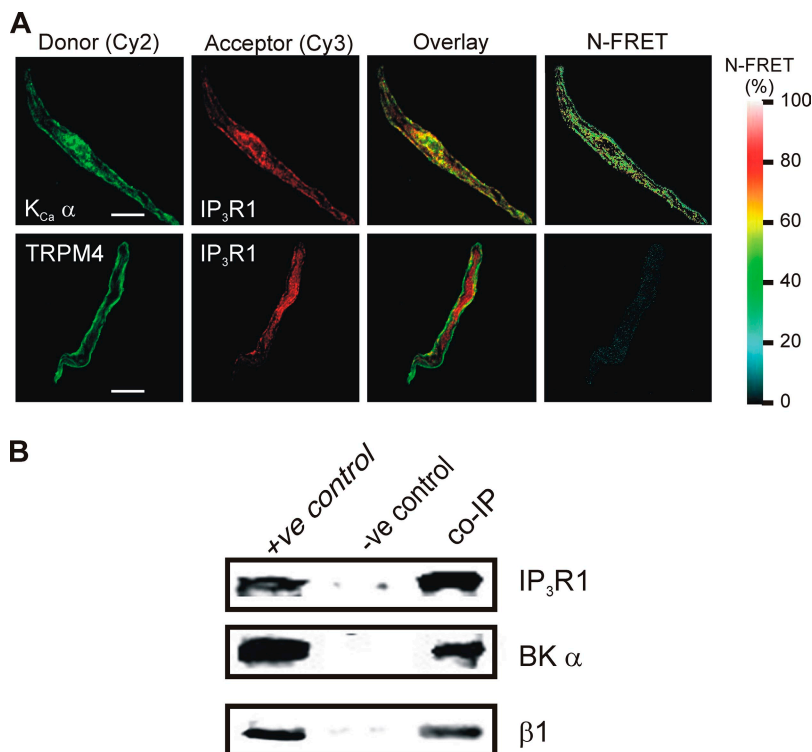 A
Donor (Cy2) Acceptor (Cy3) Overlay N-FRET
N-FRET
(%)
100
80
60
40
20
0
K_Ca α IP₃R1
TRPM4 IP₃R1
B
+ve control -ve control co-IP
IP₃R1
BK α
β1